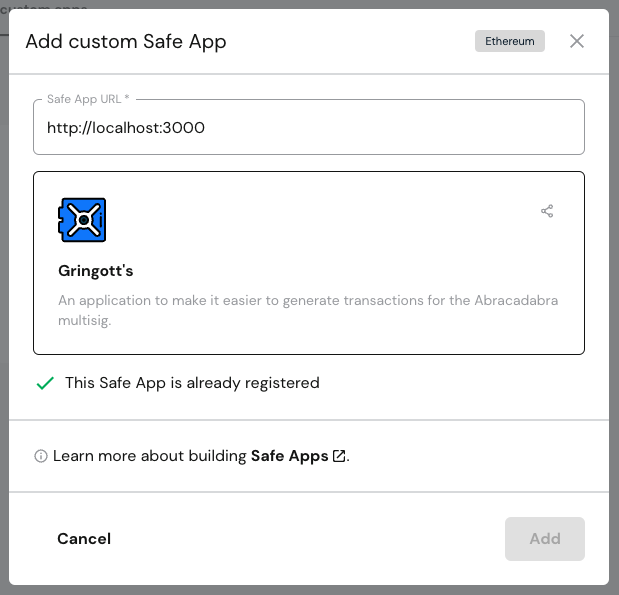 custom apps
Add custom Safe App
Ethereum
Safe App URL *
http://localhost:3000
Gringott's
An application to make it easier to generate transactions for the Abracadabra
multisig.
This Safe App is already registered
Learn more about building Safe Apps.
Cancel
Add